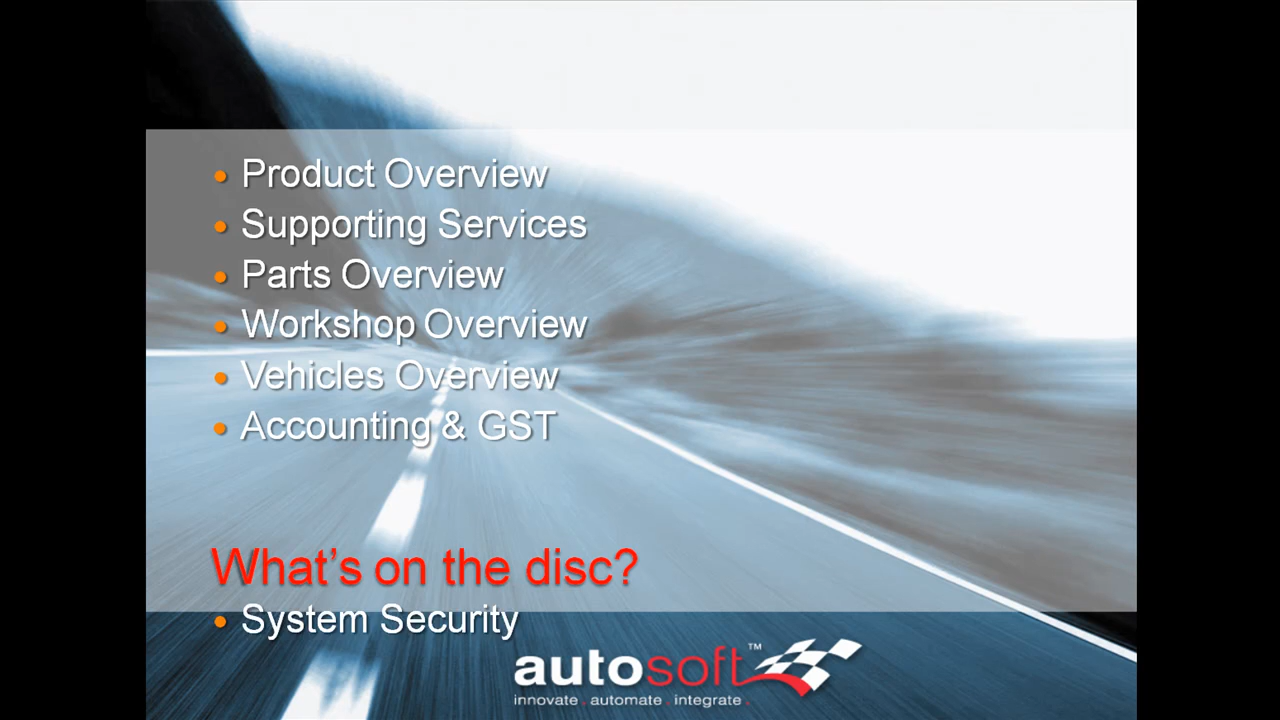 • Product Overview
• Supporting Services
• Parts Overview
• Workshop Overview
• Vehicles Overview
• Accounting & GST
What’s on the disc?
• System Security
autosoft™
innovate . automate . integrate .